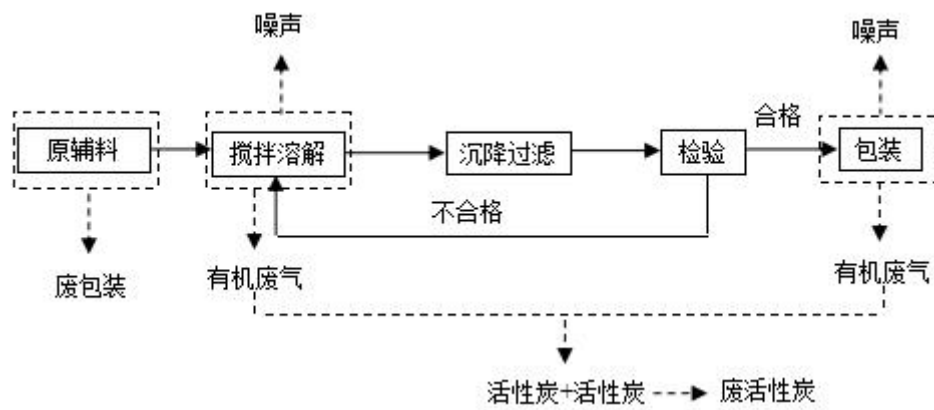 噪声
噪声
合格
原辅料
搅拌溶解
沉降过滤
检验
包装
不合格
废包装
有机废气
有机废气
活性炭+活性炭
废活性炭